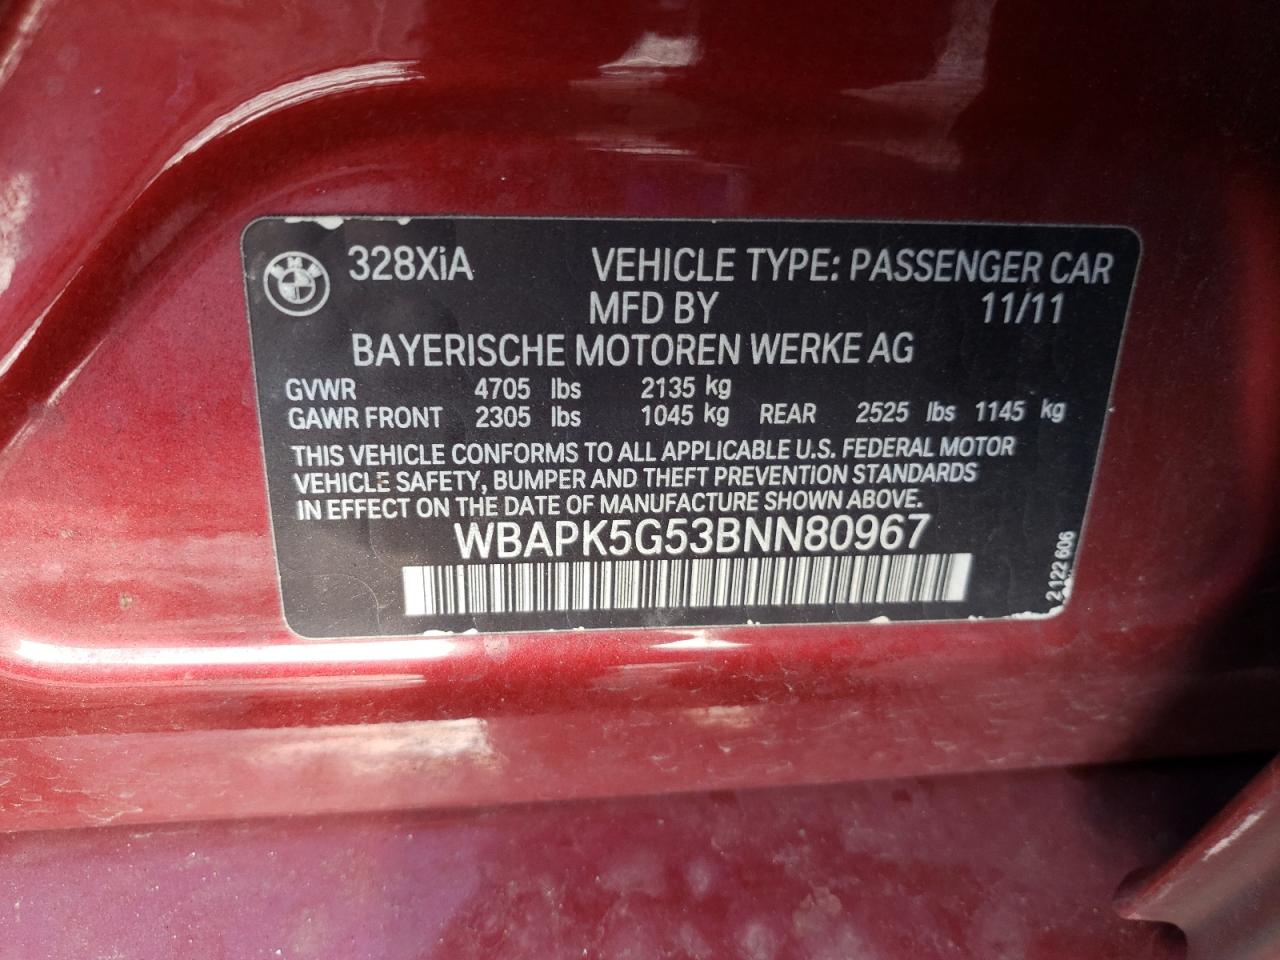 BMW 328XiA VEHICLE TYPE: PASSENGER CAR
MFD BY 11/11
BAYERISCHE MOTOREN WERKE AG
GVWR 4705 lbs 2135 kg
GAWR FRONT 2305 lbs 1045 kg REAR 2525 lbs 1145 kg
THIS VEHICLE CONFORMS TO ALL APPLICABLE U.S. FEDERAL MOTOR
VEHICLE SAFETY, BUMPER AND THEFT PREVENTION STANDARDS
IN EFFECT ON THE DATE OF MANUFACTURE SHOWN ABOVE.
WBAPK5G53BNN80967
2122 606